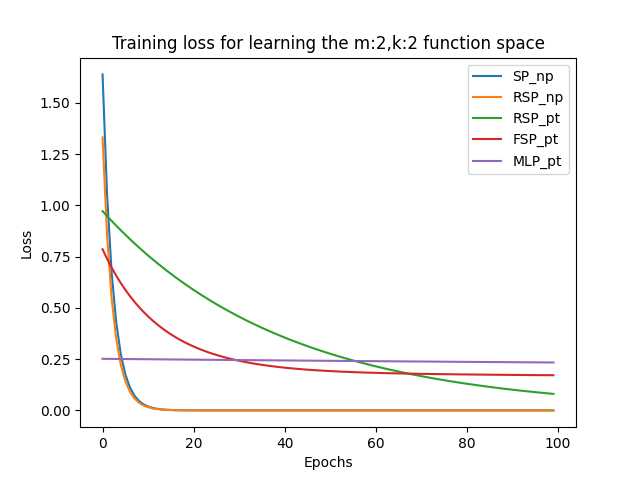 Training loss for learning the m:2,k:2 function space
SP_np
RSP_np
RSP_pt
FSP_pt
MLP_pt
1.50
1.25
1.00
0.75
0.50
0.25
0.00
Loss
0 20 40 60 80 100
Epochs